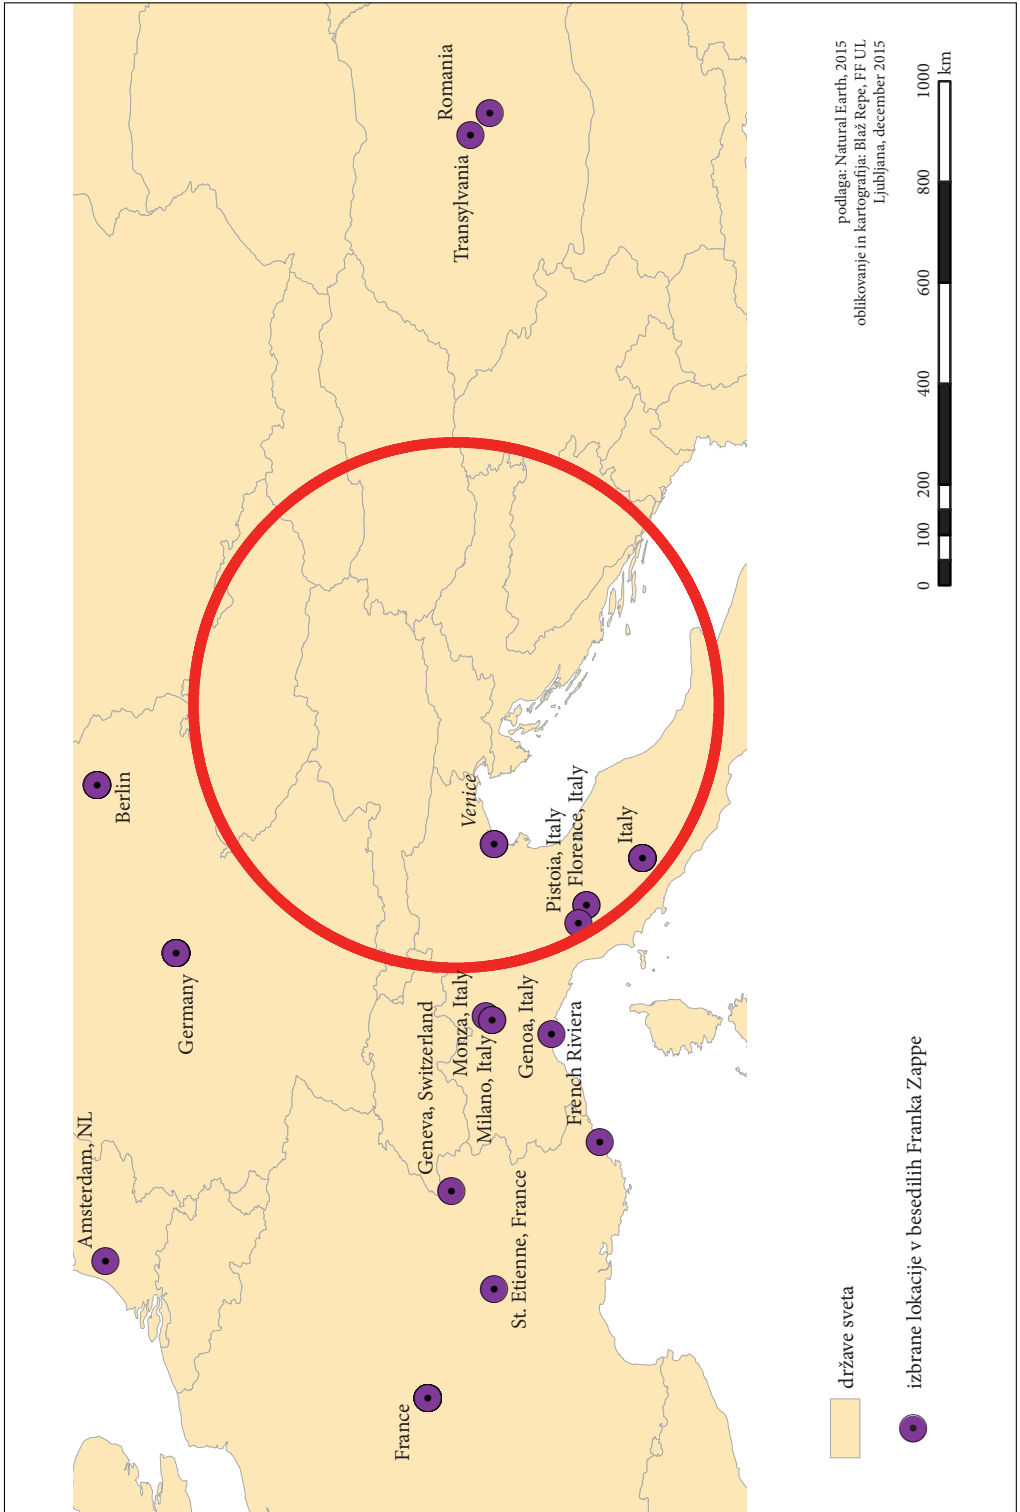 Amsterdam, NL
Berlin
Germany
Romania
Transylvania
France
Geneva, Switzerland
Monza, Italy
Milano, Italy
Venice
St. Etienne, France
Genoa, Italy
Pistoia, Italy
Florence, Italy
French Riviera
Italy
države sveta
izbrane lokacije v besedilih Franka Zappe
podlaga: Natural Earth, 2015
oblikovanje in kartografija: Blaž Repe, FF UL
Ljubljana, december 2015
0 100 200 400 600 800 1000
km